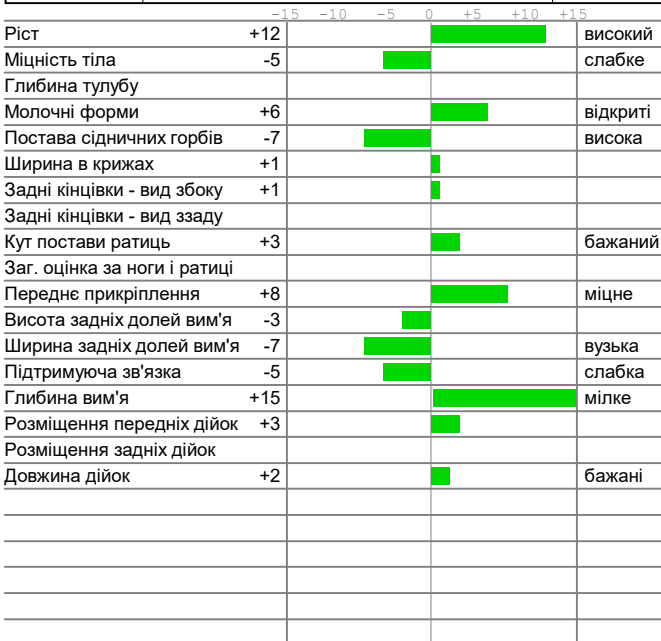 -15 -10 -5 0 +5 +10 +15
Ріст +12 високий
Міцність тіла -5 слабке
Глибина тулубу
Молочні форми +6 відкриті
Постава сідничних горбів -7 висока
Ширина в крижах +1
Задні кінцівки - вид збоку +1
Задні кінцівки - вид ззаду
Кут постави ратиць +3 бажаний
Заг. оцінка за ноги і ратиці
Переднє прикріплення +8 міцне
Висота задніх долей вим'я -3
Ширина задніх долей вим'я -7 вузька
Підтримуюча зв'язка -5 слабка
Глибина вим'я +15 мілке
Розміщення передніх дійок +3
Розміщення задніх дійок
Довжина дійок +2 бажані